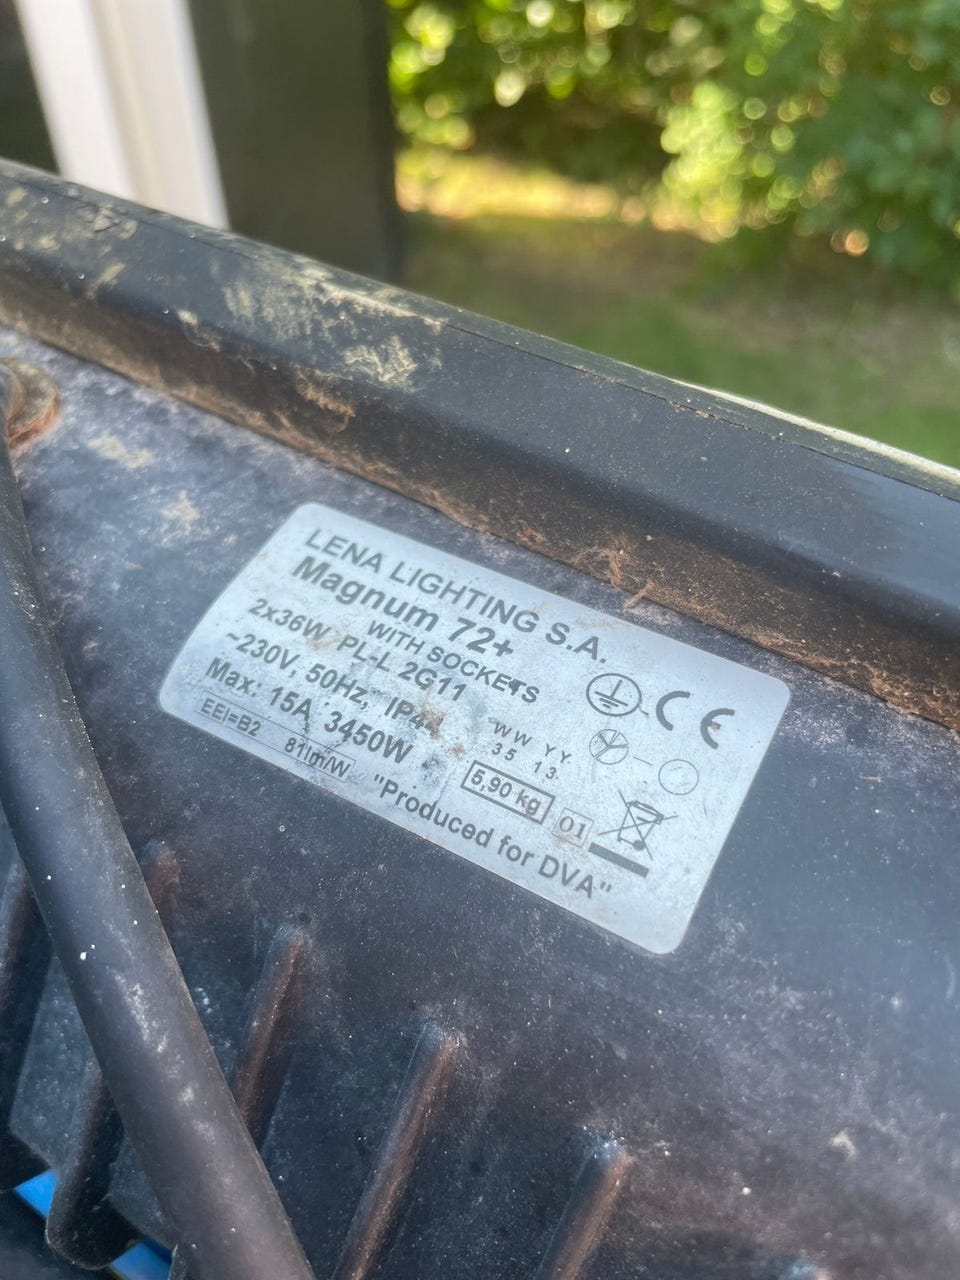 LENA LIGHTING S.A.
Magnum 72+
WITH SOCKETS
2x36W PL-L 2G11
~230V, 50Hz, IP44
Max: 15A 3450W
EEI=B2 81lm/W
WW YY
35 13
5,90 kg
01
CE
"Produced for DVA"